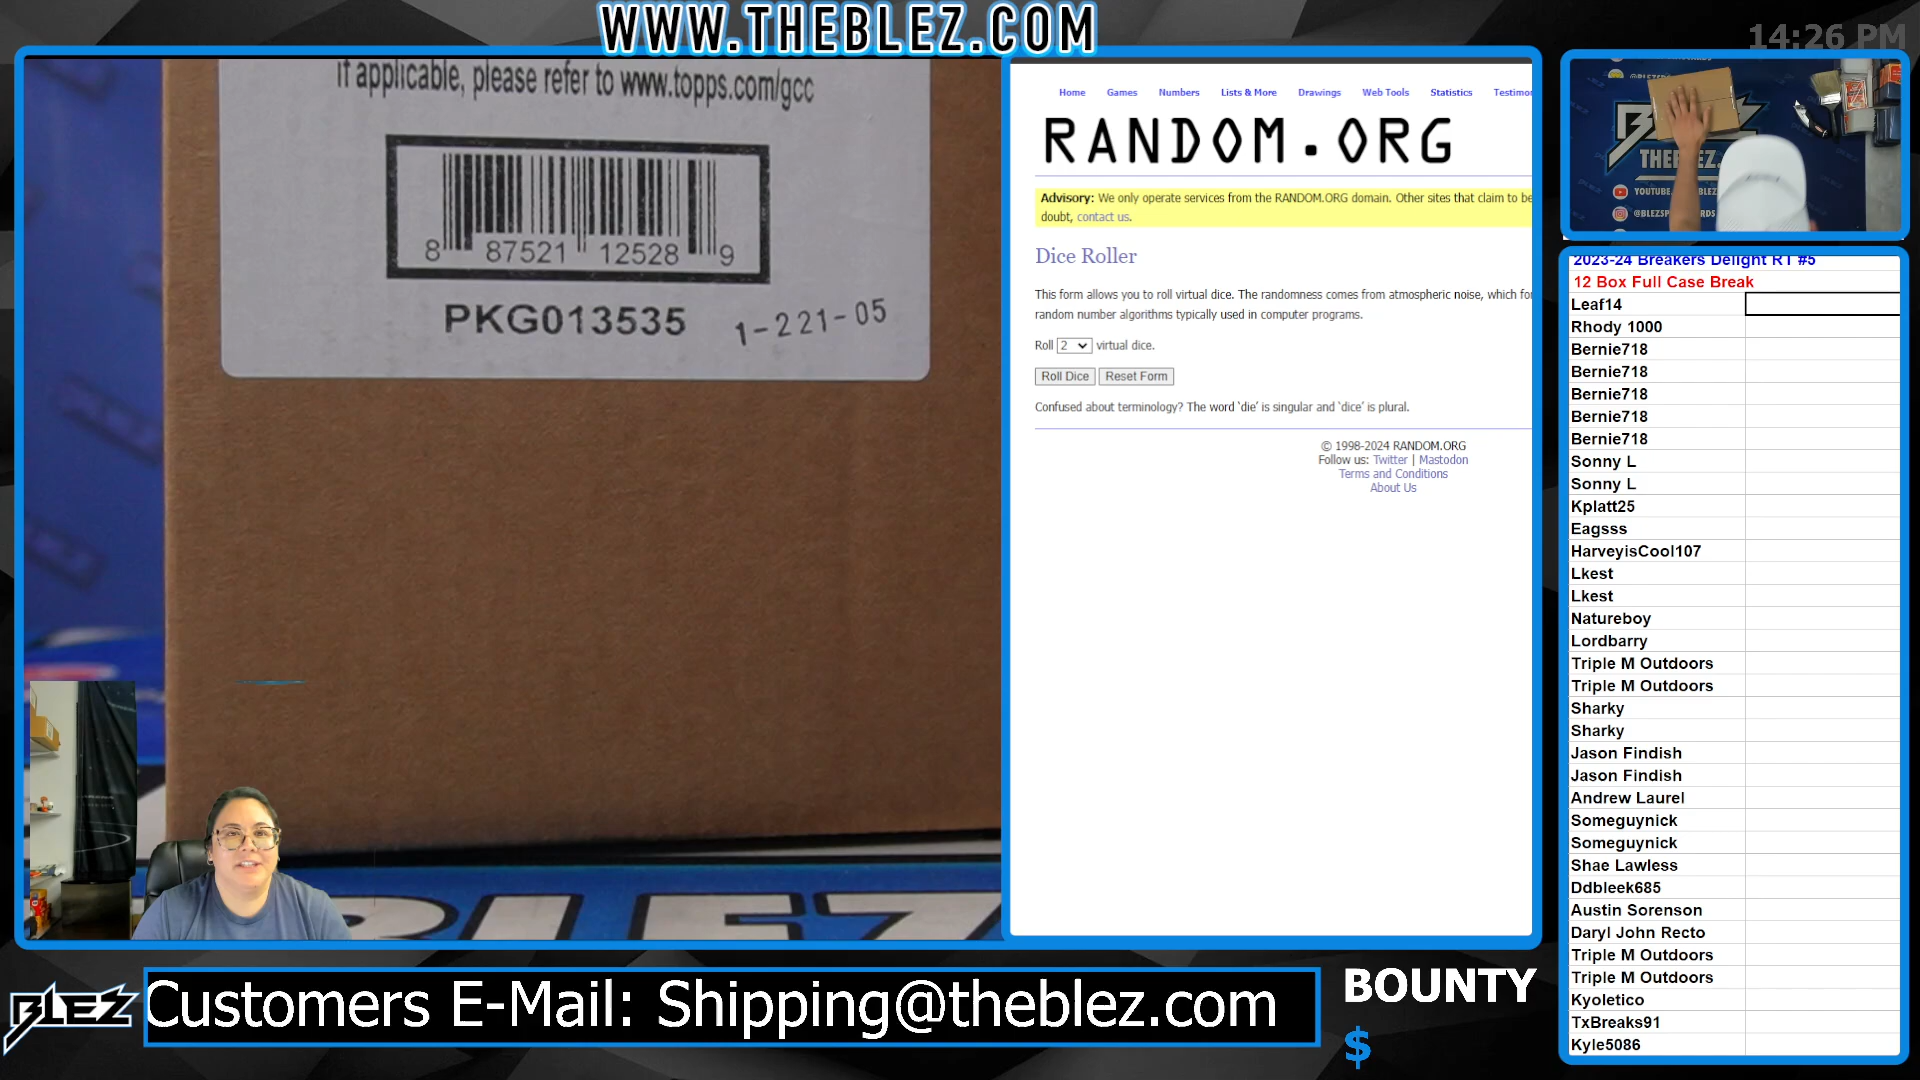 WWW.THEBLEZ.COM
14:26 PM
if applicable, please refer to www.topps.com/gcc
8 87521 12528 9
PKG013535 1-221-05
Home Games Numbers Lists & More Drawings Web Tools Statistics
RANDOM.ORG
Advisory: We only operate services from the RANDOM.ORG domain. Other sites that claim to be
doubt, contact us.
Dice Roller
This form allows you to roll virtual dice. The randomness comes from atmospheric noise, which
random number algorithms typically used in computer programs.
Roll 2 virtual dice.
Roll Dice Reset Form
Confused about terminology? The word 'die' is singular and 'dice' is plural.
© 1998-2024 RANDOM.ORG
Follow us: Twitter | Mastodon
Terms and Conditions
About Us
2023-24 Breakers Delight RT #5
12 Box Full Case Break
Leaf14
Rhody 1000
Bernie718
Bernie718
Bernie718
Bernie718
Bernie718
Sonny L
Sonny L
Kplatt25
Eagsss
HarveyisCool107
Lkest
Lkest
Natureboy
Lordbarry
Triple M Outdoors
Triple M Outdoors
Sharky
Sharky
Jason Findish
Jason Findish
Andrew Laurel
Someguynick
Someguynick
Shae Lawless
Ddbleek685
Austin Sorenson
Daryl John Recto
Triple M Outdoors
Triple M Outdoors
Kyoletico
TxBreaks91
Kyle5086
BLEZ
Customers E-Mail: Shipping@theblez.com
BOUNTY
$